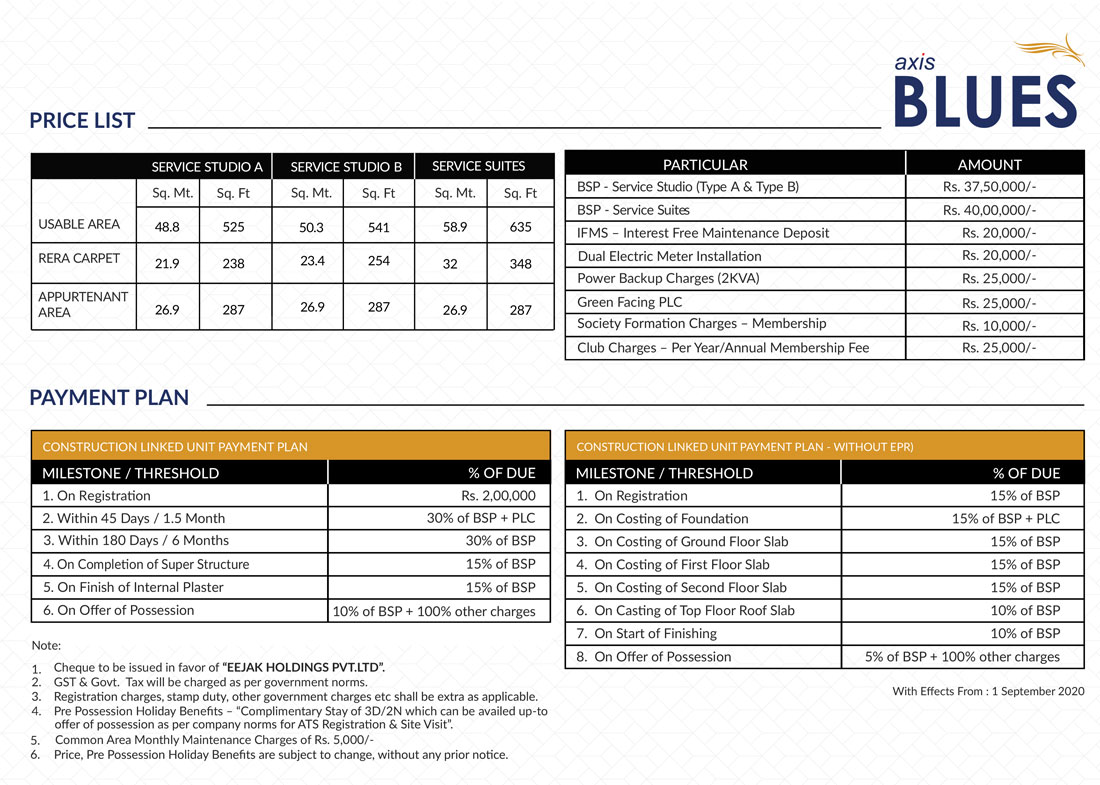 axis
BLUES
PRICE LIST
SERVICE STUDIO A SERVICE STUDIO B SERVICE SUITES
Sq. Mt. Sq. Ft Sq. Mt. Sq. Ft Sq. Mt. Sq. Ft
USABLE AREA 48.8 525 50.3 541 58.9 635
RERA CARPET 21.9 238 23.4 254 32 348
APPURTENANT
AREA 26.9 287 26.9 287 26.9 287
PARTICULAR AMOUNT
BSP - Service Studio (Type A & Type B) Rs. 37,50,000/-
BSP - Service Suites Rs. 40,00,000/-
IFMS – Interest Free Maintenance Deposit Rs. 20,000/-
Dual Electric Meter Installation Rs. 20,000/-
Power Backup Charges (2KVA) Rs. 25,000/-
Green Facing PLC Rs. 25,000/-
Society Formation Charges – Membership Rs. 10,000/-
Club Charges – Per Year/Annual Membership Fee Rs. 25,000/-
PAYMENT PLAN
CONSTRUCTION LINKED UNIT PAYMENT PLAN
MILESTONE / THRESHOLD % OF DUE
1. On Registration Rs. 2,00,000
2. Within 45 Days / 1.5 Month 30% of BSP + PLC
3. Within 180 Days / 6 Months 30% of BSP
4. On Completion of Super Structure 15% of BSP
5. On Finish of Internal Plaster 15% of BSP
6. On Offer of Possession 10% of BSP + 100% other charges
CONSTRUCTION LINKED UNIT PAYMENT PLAN - WITHOUT EPR)
MILESTONE / THRESHOLD % OF DUE
1. On Registration 15% of BSP
2. On Costing of Foundation 15% of BSP + PLC
3. On Costing of Ground Floor Slab 15% of BSP
4. On Costing of First Floor Slab 15% of BSP
5. On Costing of Second Floor Slab 15% of BSP
6. On Casting of Top Floor Roof Slab 10% of BSP
7. On Start of Finishing 10% of BSP
8. On Offer of Possession 5% of BSP + 100% other charges
Note:
1. Cheque to be issued in favor of “EEJAK HOLDINGS PVT.LTD”.
2. GST & Govt. Tax will be charged as per government norms.
3. Registration charges, stamp duty, other government charges etc shall be extra as applicable.
4. Pre Possession Holiday Benefits – “Complimentary Stay of 3D/2N which can be availed up-to
offer of possession as per company norms for ATS Registration & Site Visit”.
5. Common Area Monthly Maintenance Charges of Rs. 5,000/-
6. Price, Pre Possession Holiday Benefits are subject to change, without any prior notice.
With Effects From : 1 September 2020